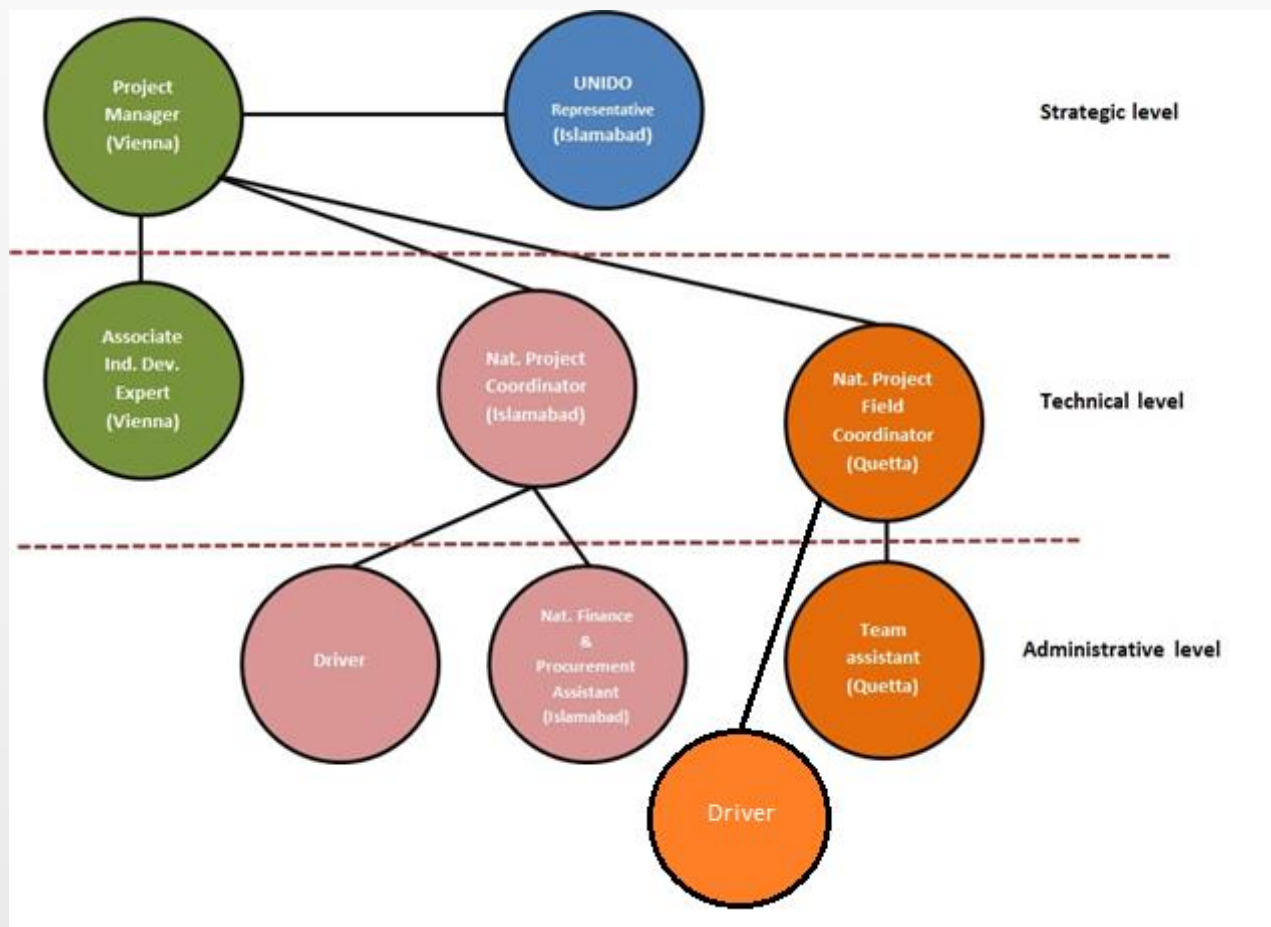 Project
Manager
(Vienna)
UNIDO
Representative
(Islamabad)
Strategic level
Associate
Ind. Dev.
Expert
(Vienna)
Nat. Project
Coordinator
(Islamabad)
Nat. Project
Field
Coordinator
(Quetta)
Technical level
Driver
Nat. Finance
&
Procurement
Assistant
(Islamabad)
Team
assistant
(Quetta)
Administrative level
Driver